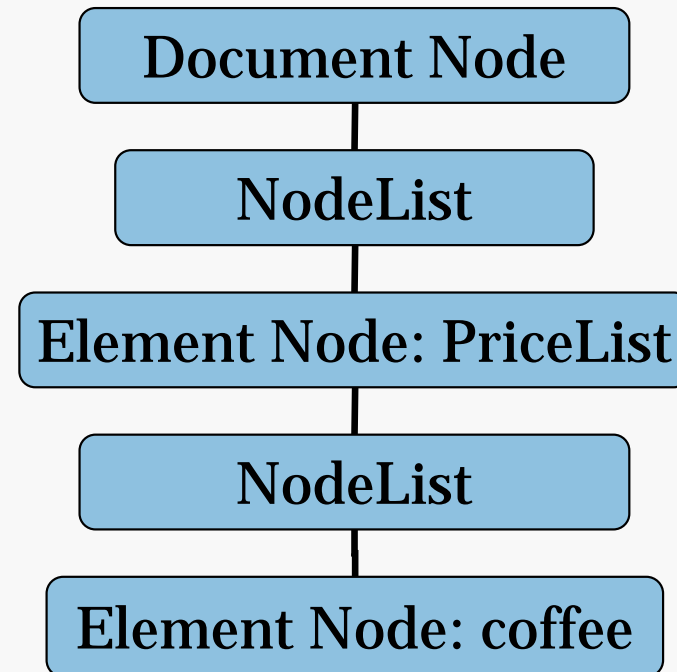 Document Node
NodeList
Element Node: PriceList
NodeList
Element Node: coffee